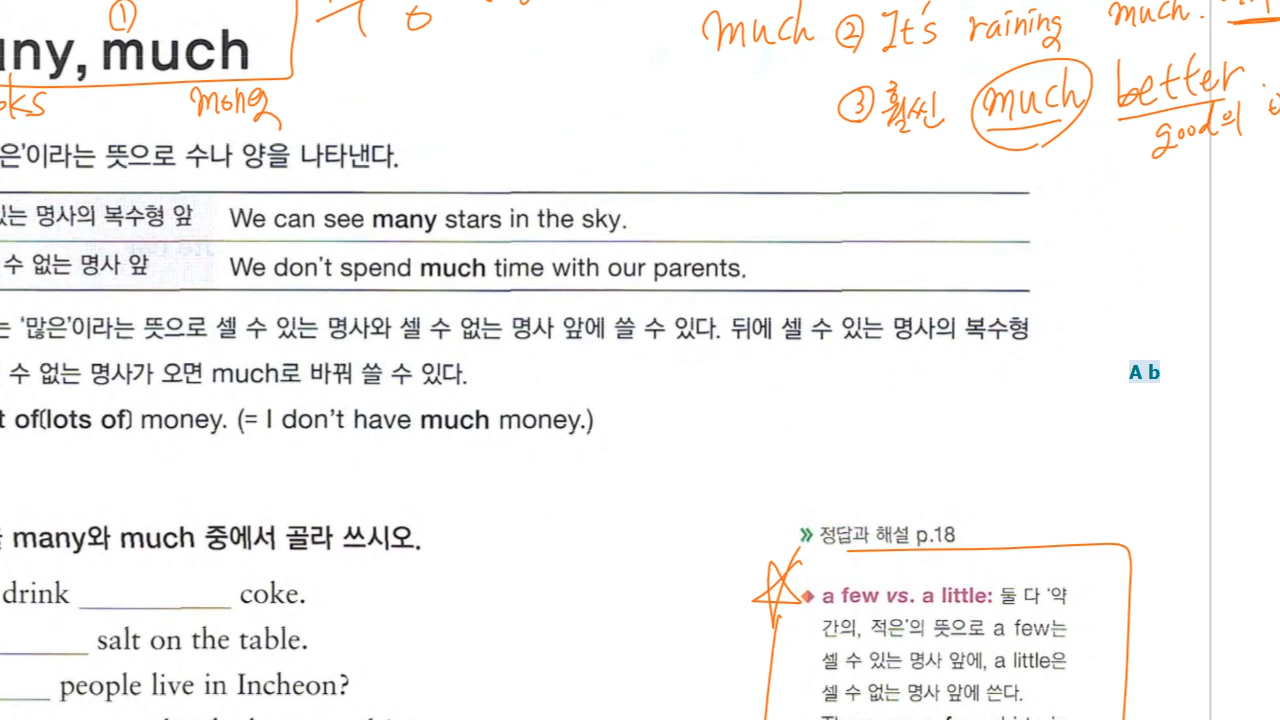 ①
much ② It's raining much.
any, much
③ 훨씬 much better
oks money
good의
은'이라는 뜻으로 수나 양을 나타낸다.
있는 명사의 복수형 앞 We can see many stars in the sky.
수 없는 명사 앞 We don't spend much time with our parents.
는 '많은'이라는 뜻으로 셀 수 있는 명사와 셀 수 없는 명사 앞에 쓸 수 있다. 뒤에 셀 수 있는 명사의 복수형
수 없는 명사가 오면 much로 바꿔 쓸 수 있다.
A b
t of(lots of) money. (= I don't have much money.)
many와 much 중에서 골라 쓰시오.
» 정답과 해설 p.18
drink ________ coke.
________ salt on the table.
________ people live in Incheon?
a few vs. a little: 둘 다 '약
간의, 적은'의 뜻으로 a few는
셀 수 있는 명사 앞에, a little은
셀 수 없는 명사 앞에 쓴다.